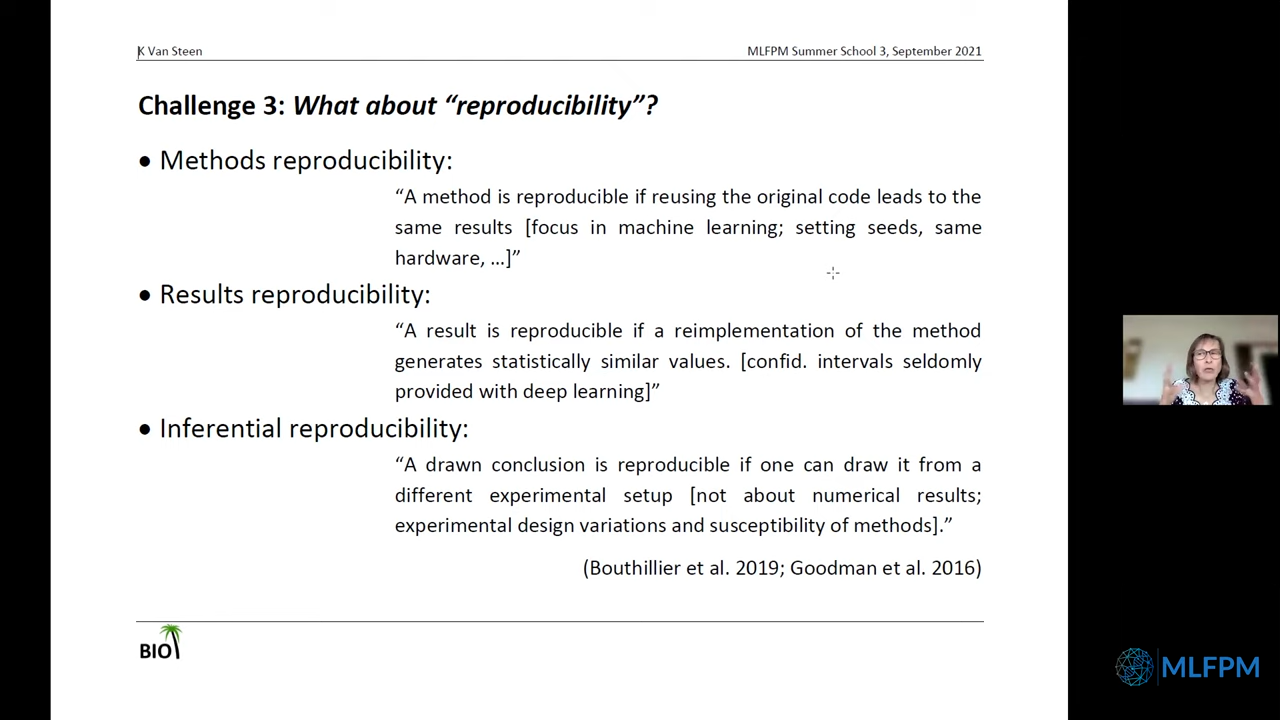 K Van Steen
MLFPM Summer School 3, September 2021
Challenge 3: What about “reproducibility”?
• Methods reproducibility:
“A method is reproducible if reusing the original code leads to the
same results [focus in machine learning; setting seeds, same
hardware, …]”
• Results reproducibility:
“A result is reproducible if a reimplementation of the method
generates statistically similar values. [confid. intervals seldomly
provided with deep learning]”
• Inferential reproducibility:
“A drawn conclusion is reproducible if one can draw it from a
different experimental setup [not about numerical results;
experimental design variations and susceptibility of methods].”
(Bouthillier et al. 2019; Goodman et al. 2016)
BIO
MLFPM